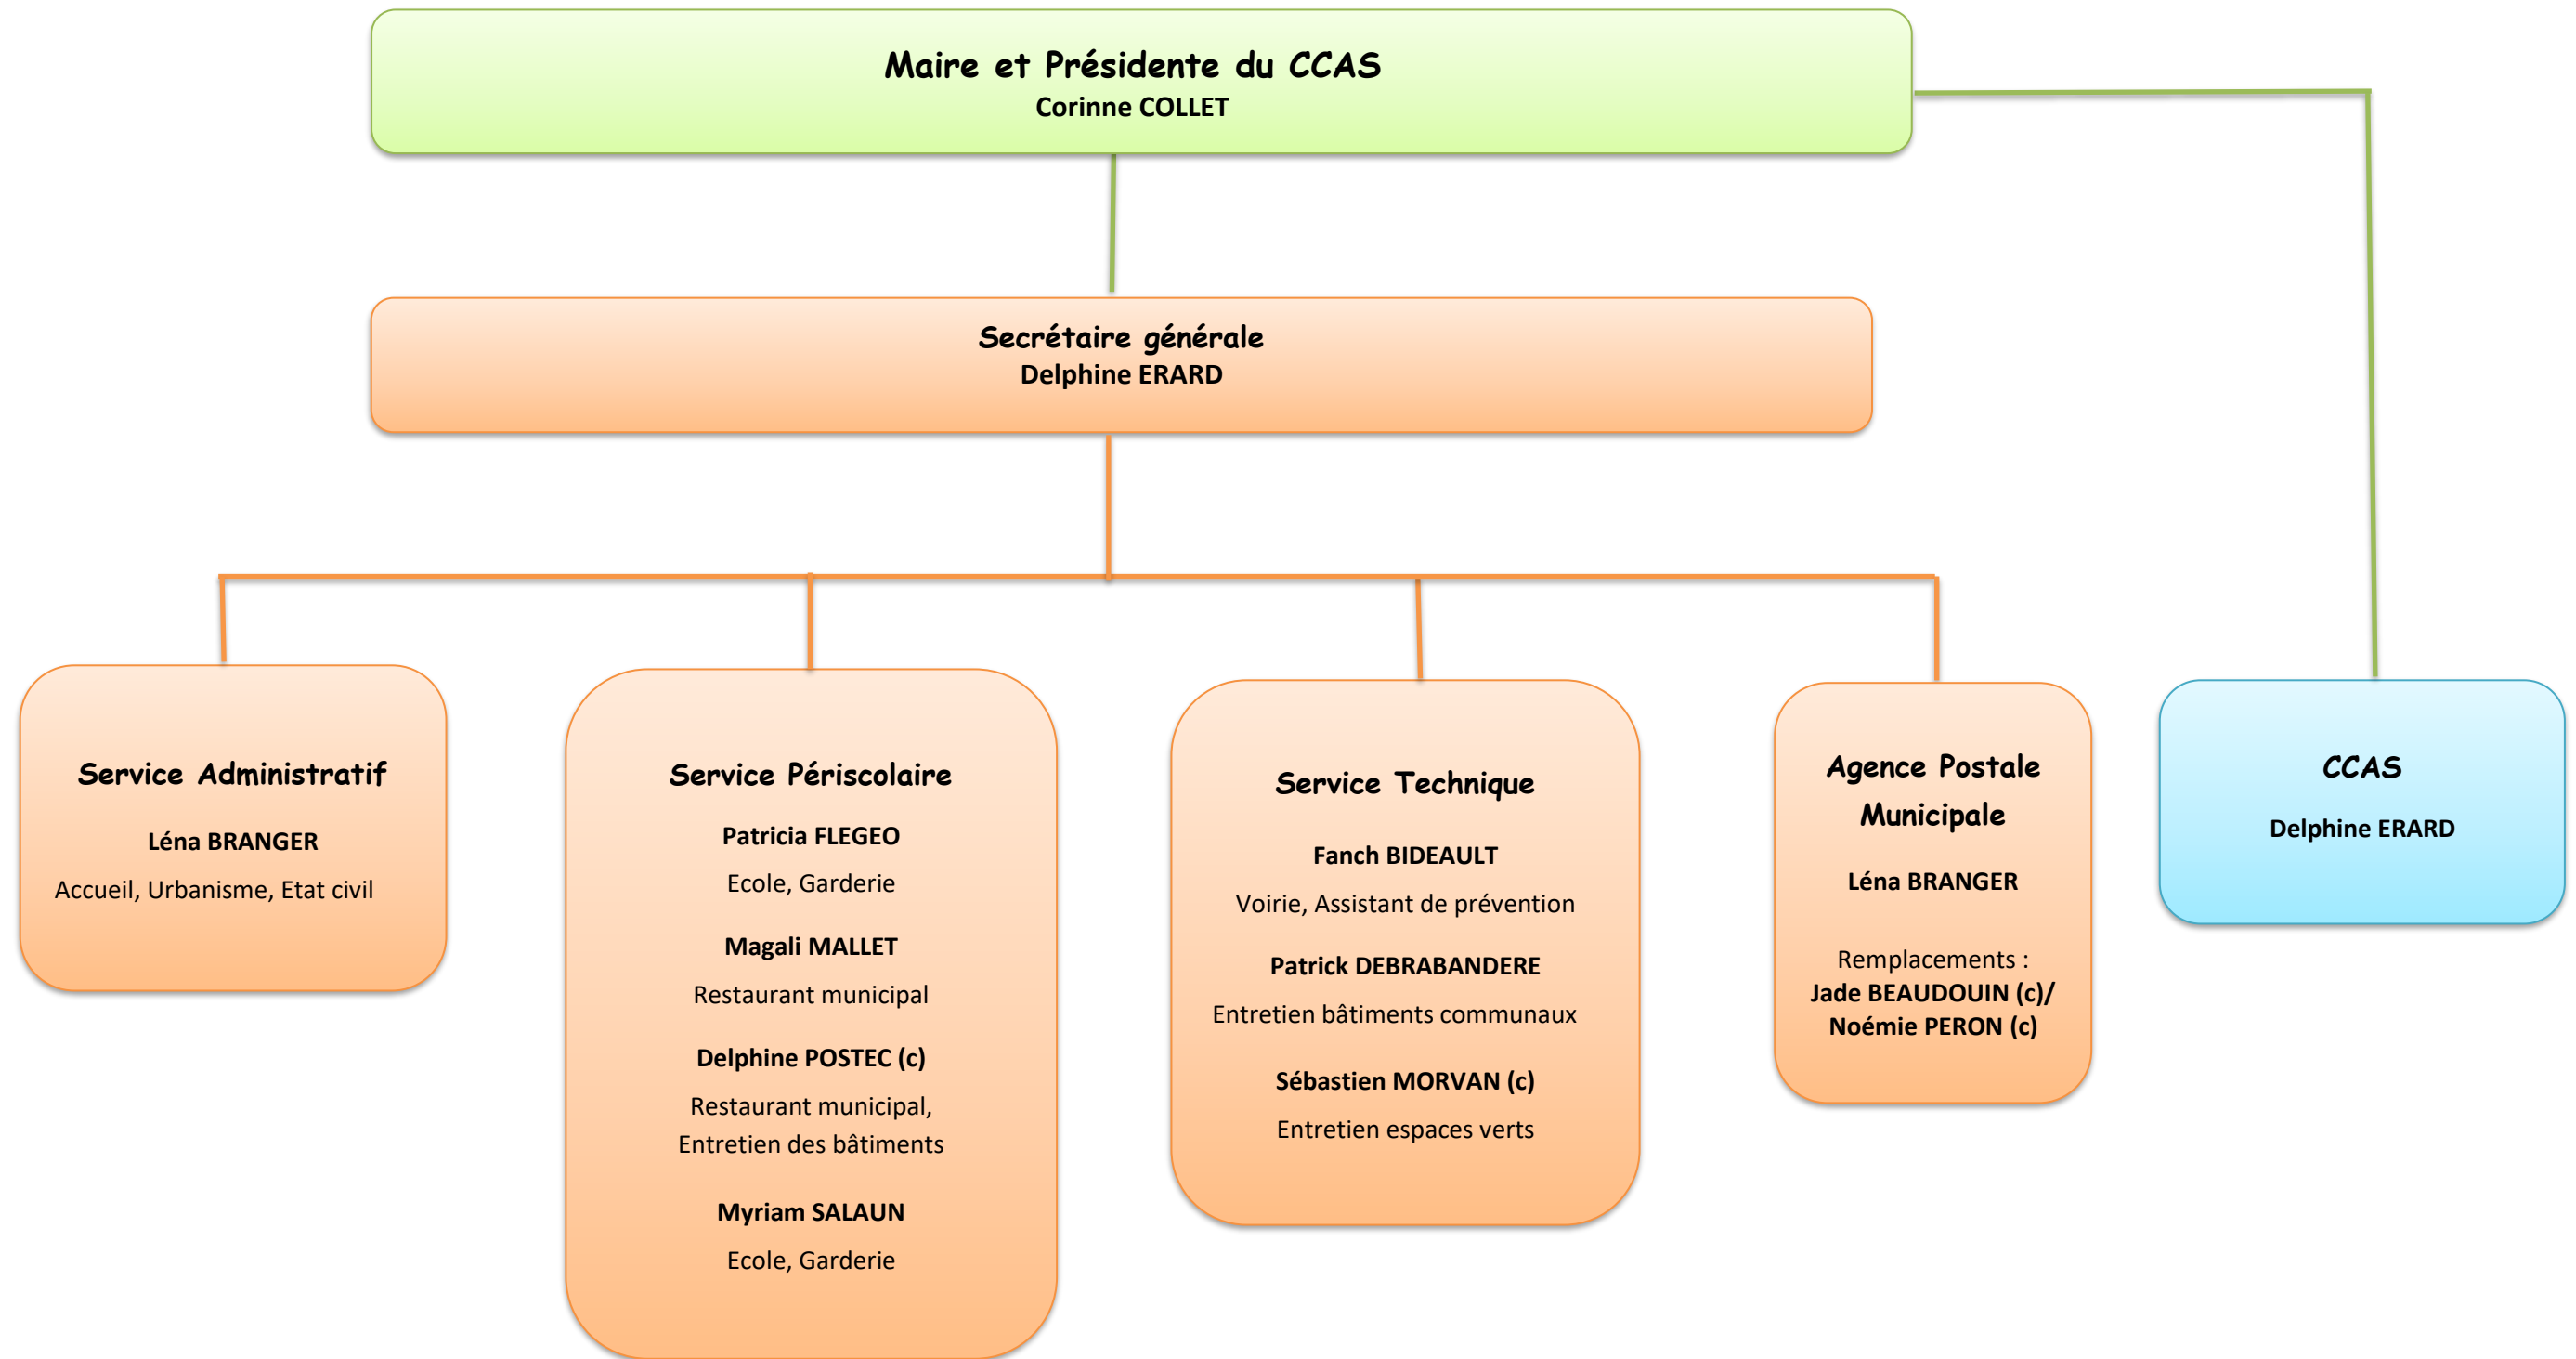 Maire et Présidente du CCAS
Corinne COLLET
Secrétaire générale
Delphine ERARD
Service Administratif
Léna BRANGER
Accueil, Urbanisme, Etat civil
Service Périscolaire
Patricia FLEGEO
Ecole, Garderie
Magali MALLET
Restaurant municipal
Delphine POSTEC (c)
Restaurant municipal,
Entretien des bâtiments
Myriam SALAUN
Ecole, Garderie
Service Technique
Fanch BIDEAULT
Voirie, Assistant de prévention
Patrick DEBRABANDERE
Entretien bâtiments communaux
Sébastien MORVAN (c)
Entretien espaces verts
Agence Postale
Municipale
Léna BRANGER
Remplacements :
Jade BEAUDOUIN (c)/
Noémie PERON (c)
CCAS
Delphine ERARD